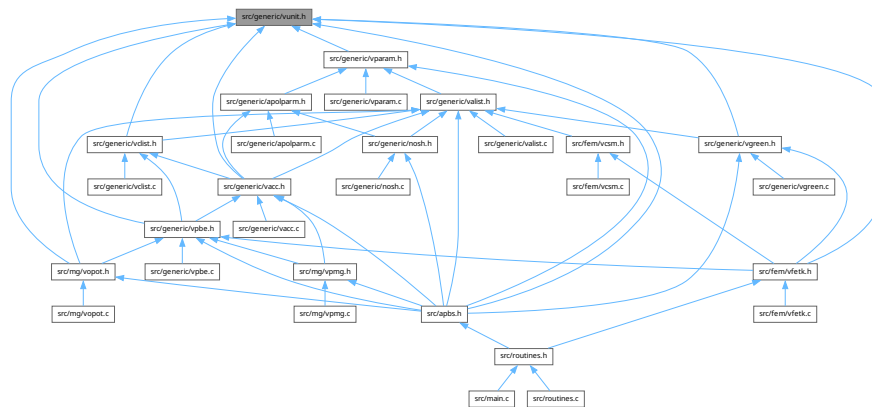 src/generic/vunit.h
src/generic/vparam.h
src/generic/apolparm.h
src/generic/vparam.c
src/generic/valist.h
src/generic/vclist.h
src/generic/apolparm.c
src/generic/nosh.h
src/generic/valist.c
src/fem/vcsm.h
src/generic/vgreen.h
src/generic/vclist.c
src/generic/vacc.h
src/generic/nosh.c
src/fem/vcsm.c
src/generic/vgreen.c
src/generic/vpbe.h
src/generic/vacc.c
src/mg/vopot.h
src/generic/vpbe.c
src/mg/vpmg.h
src/fem/vfetk.h
src/mg/vopot.c
src/mg/vpmg.c
src/apbs.h
src/fem/vfetk.c
src/routines.h
src/main.c
src/routines.c